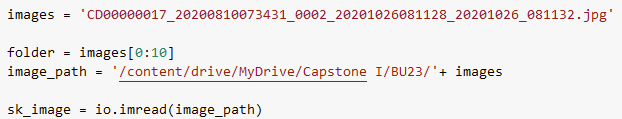 images = 'CD00000017_20200810073431_0002_20201026081128_20201026_081132.jpg'
folder = images[0:10]
image_path = '/content/drive/MyDrive/Capstone I/BU23/'+ images
sk_image = io.imread(image_path)